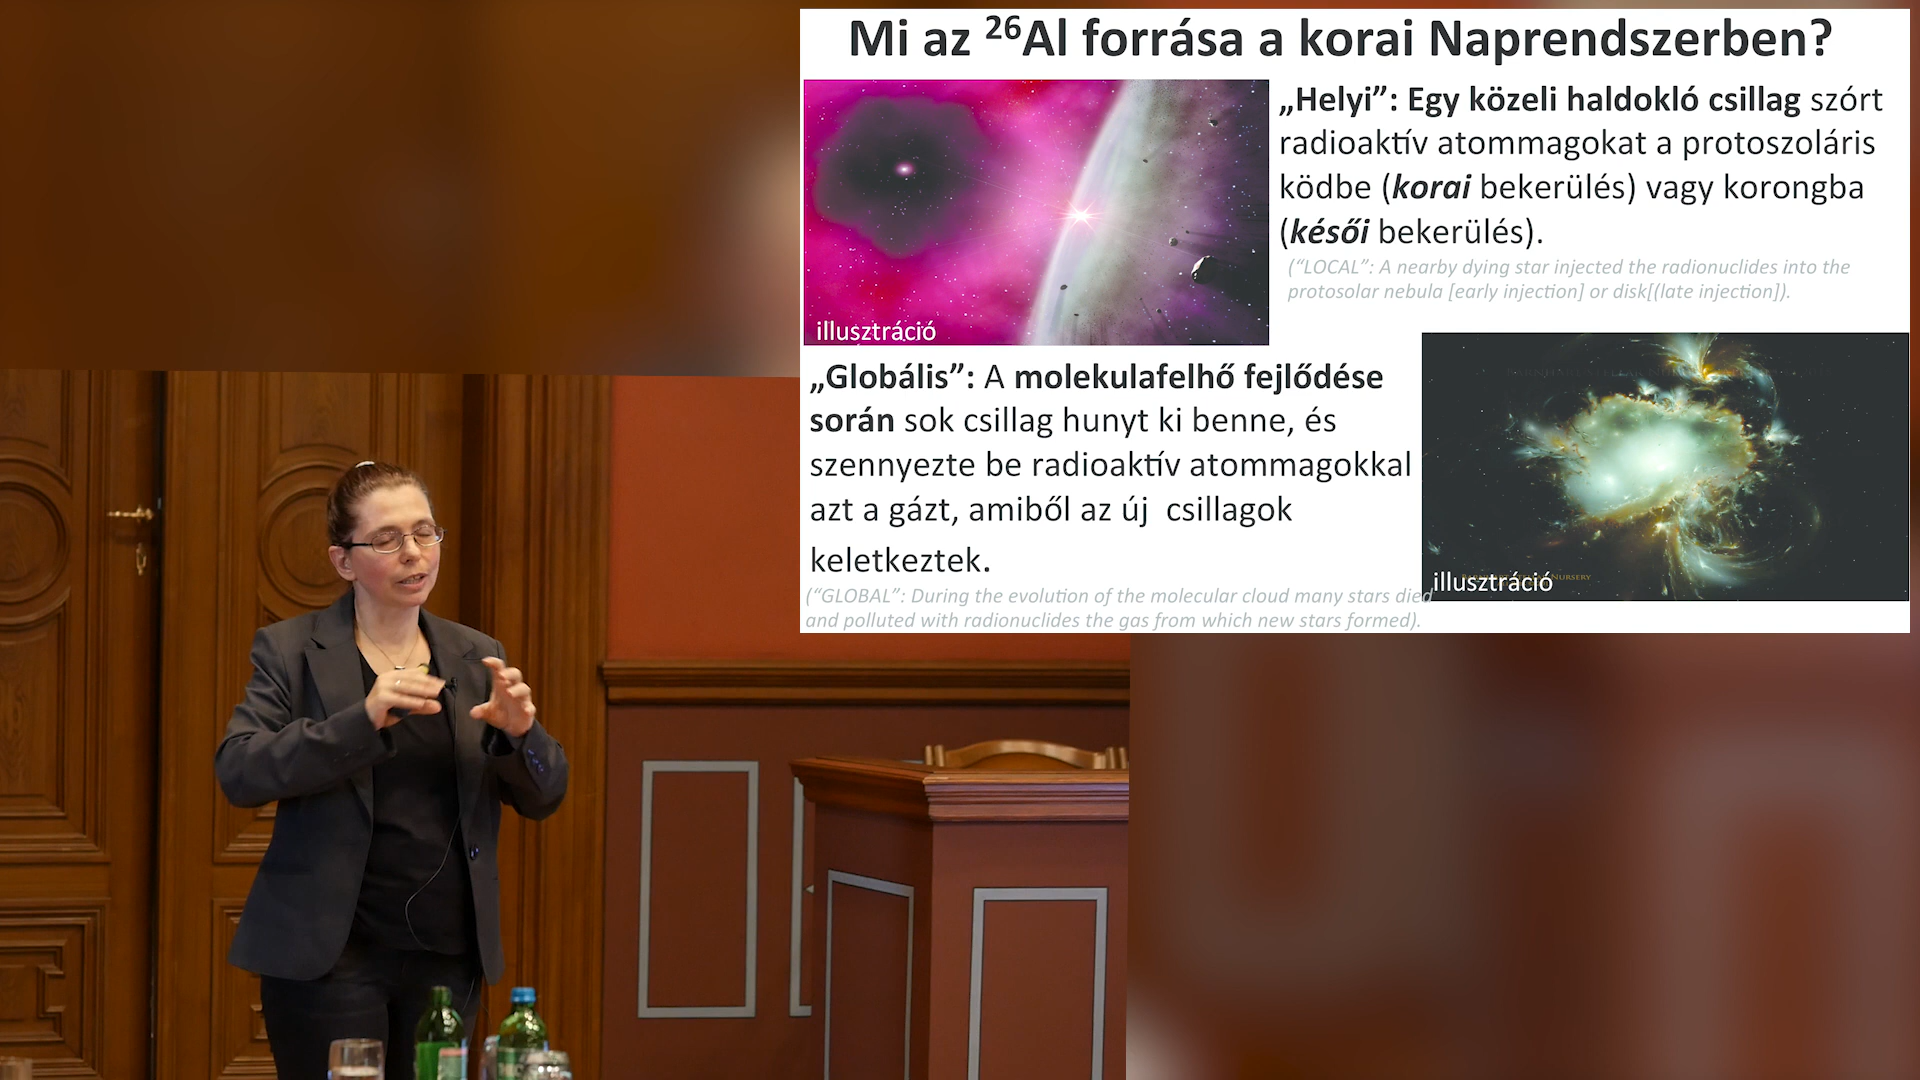 Mi az ²⁶Al forrása a korai Naprendszerben?
„Helyi”: Egy közeli haldokló csillag szórt
radioaktív atommagokat a protoszoláris
ködbe (korai bekerülés) vagy korongba
(késői bekerülés).
(“LOCAL”: A nearby dying star injected the radionuclides into the
protosolar nebula [early injection] or disk[(late injection]).
illusztráció
„Globális”: A molekulafelhő fejlődése
során sok csillag hunyt ki benne, és
szennyezte be radioaktív atommagokkal
azt a gázt, amiből az új csillagok
keletkeztek.
(“GLOBAL”: During the evolution of the molecular cloud many stars died
and polluted with radionuclides the gas from which new stars formed).
illusztráció
NURSERY